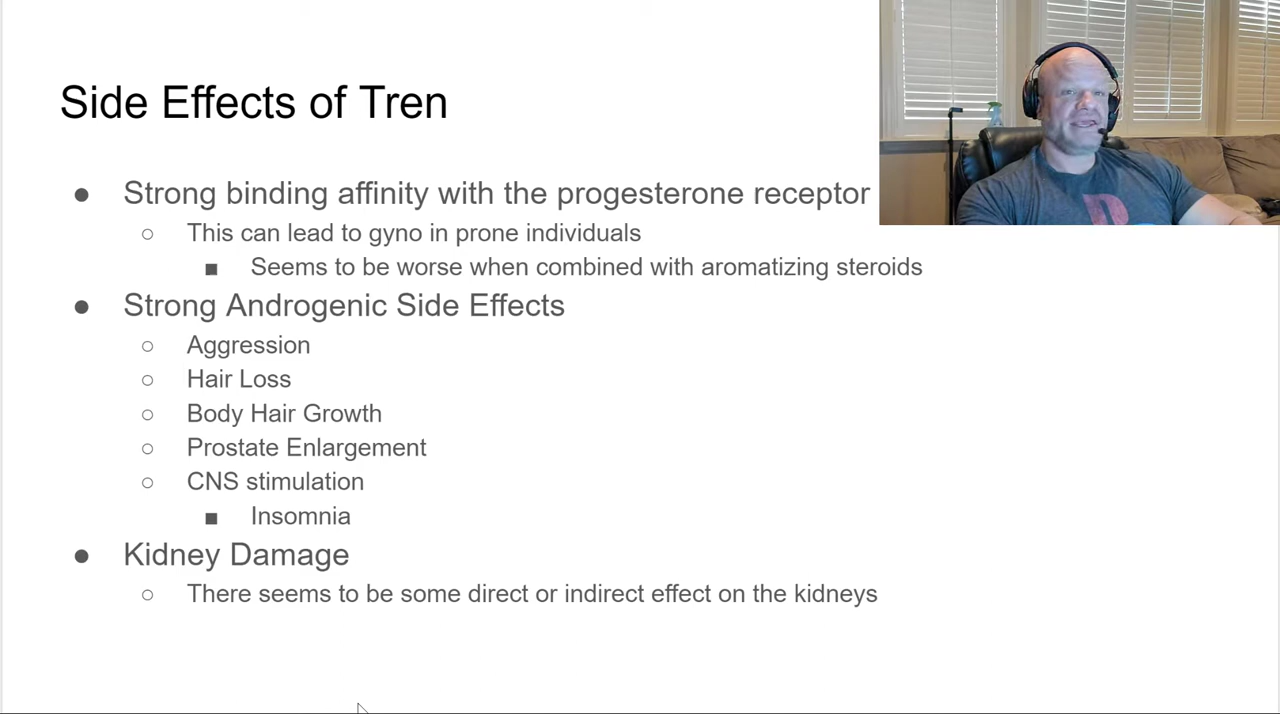 Side Effects of Tren
● Strong binding affinity with the progesterone receptor
○ This can lead to gyno in prone individuals
■ Seems to be worse when combined with aromatizing steroids
● Strong Androgenic Side Effects
○ Aggression
○ Hair Loss
○ Body Hair Growth
○ Prostate Enlargement
○ CNS stimulation
■ Insomnia
● Kidney Damage
○ There seems to be some direct or indirect effect on the kidneys